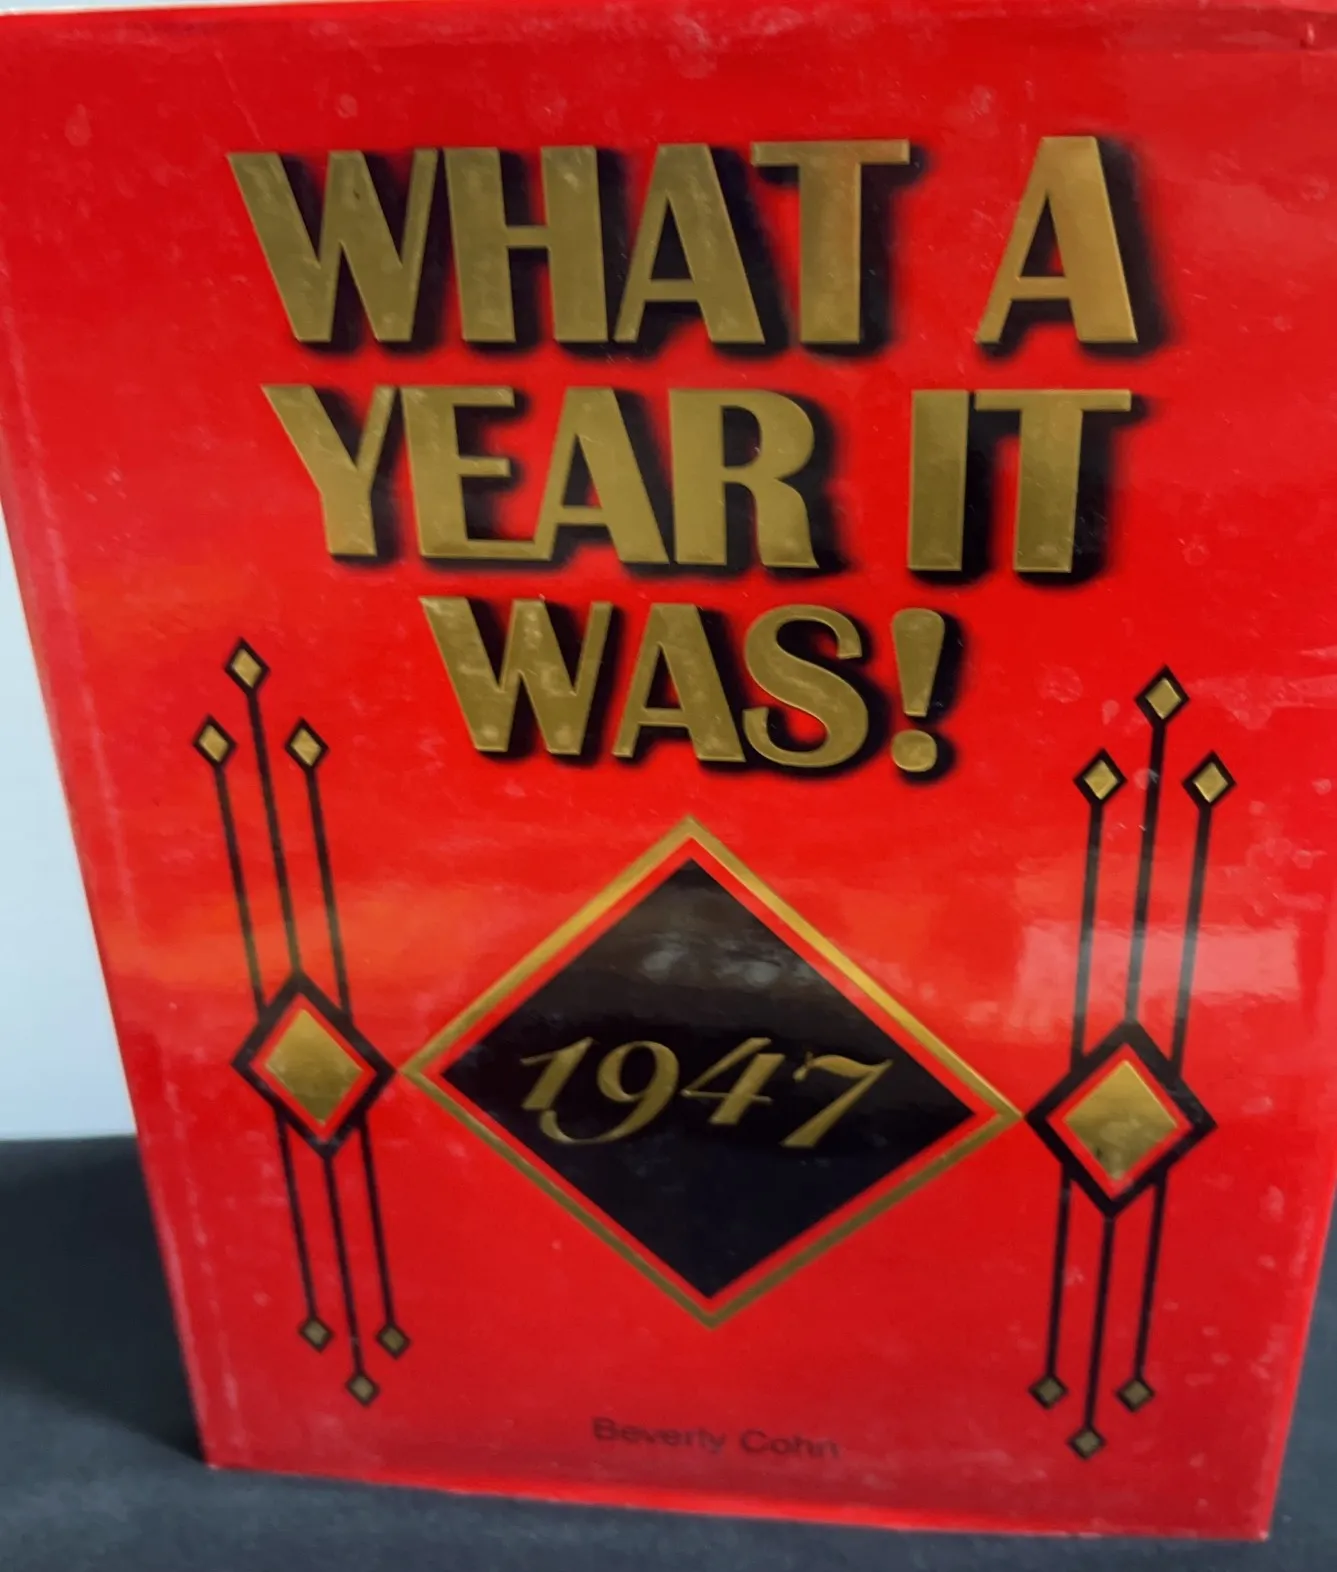 WHAT A
YEAR IT
WAS!
1947
Beverly Cohn